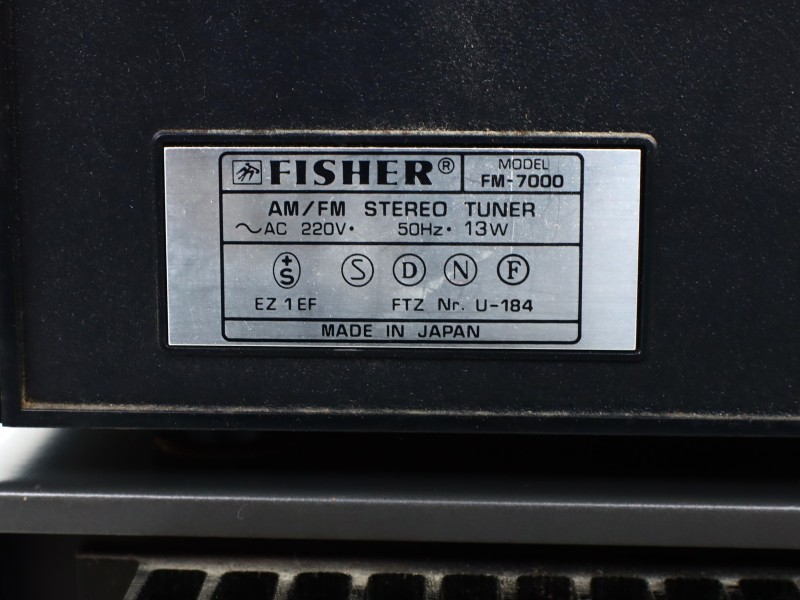 FISHER® MODEL FM-7000
AM/FM STEREO TUNER
~AC 220V· 50Hz· 13W
+S S D N F
EZ 1EF FTZ Nr. U-184
MADE IN JAPAN